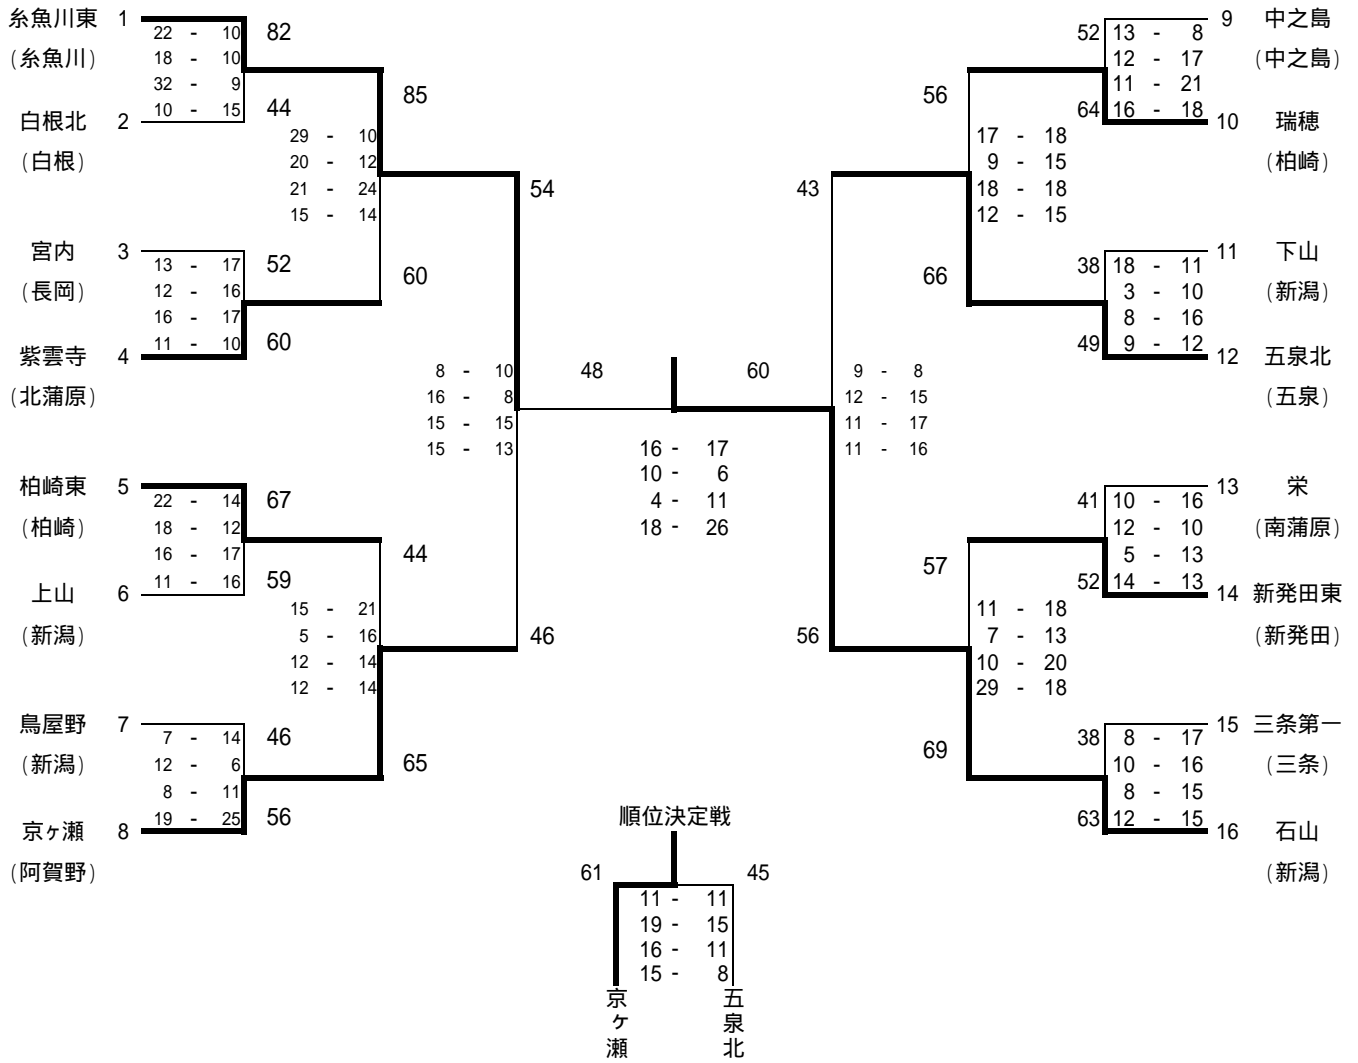 糸魚川東 1
22 - 10 82
(糸魚川) 18 - 10
32 - 9
10 - 15 44
白根北 2
(白根)
29 - 10 85
20 - 12
21 - 24
15 - 14
宮内 3
13 - 17 52
(長岡) 12 - 16
16 - 17
11 - 10 60
紫雲寺 4
(北蒲原)
60
54
8 - 10
16 - 8
15 - 15
15 - 13
柏崎東 5
22 - 14 67
(柏崎) 18 - 12
16 - 17
11 - 16 59
上山 6
(新潟)
44
15 - 21
5 - 16
12 - 14
12 - 14
46
鳥屋野 7
7 - 14 46
(新潟) 12 - 6
8 - 11
19 - 25 56
京ヶ瀬 8
(阿賀野)
65
48 60
16 - 17
10 - 6
4 - 11
18 - 26
9 中之島
52 13 - 8
12 - 17 (中之島)
11 - 21
64 16 - 18
10 瑞穂
(柏崎)
56
17 - 18
9 - 15
18 - 18
12 - 15
43
11 下山
38 18 - 11
3 - 10 (新潟)
8 - 16
49 9 - 12
12 五泉北
(五泉)
66
9 - 8
12 - 15
11 - 17
11 - 16
13 栄
41 10 - 16
12 - 10 (南蒲原)
5 - 13
52 14 - 13
14 新発田東
(新発田)
57
11 - 18
7 - 13
10 - 20
29 - 18
56
15 三条第一
38 8 - 17
10 - 16 (三条)
8 - 15
63 12 - 15
16 石山
(新潟)
69
順位決定戦
61 45
11 - 11
19 - 15
16 - 11
15 - 8
京ヶ瀬
五泉北